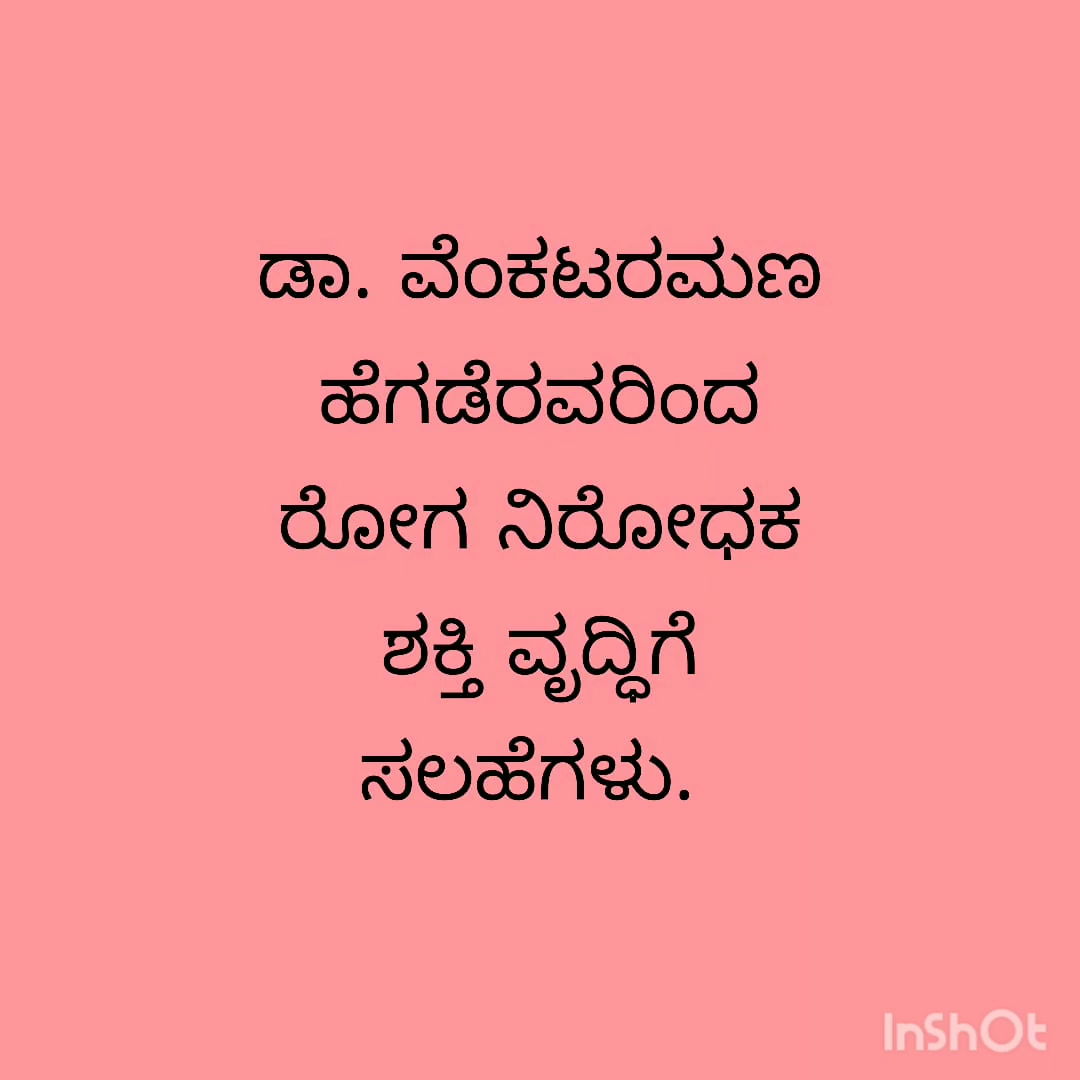 ಡಾ. ವೆಂಕಟರಮಣ
ಹೆಗಡೆರವರಿಂದ
ರೋಗ ನಿರೋಧಕ
ಶಕ್ತಿ ವೃದ್ಧಿಗೆ
ಸಲಹೆಗಳು.
InShOt